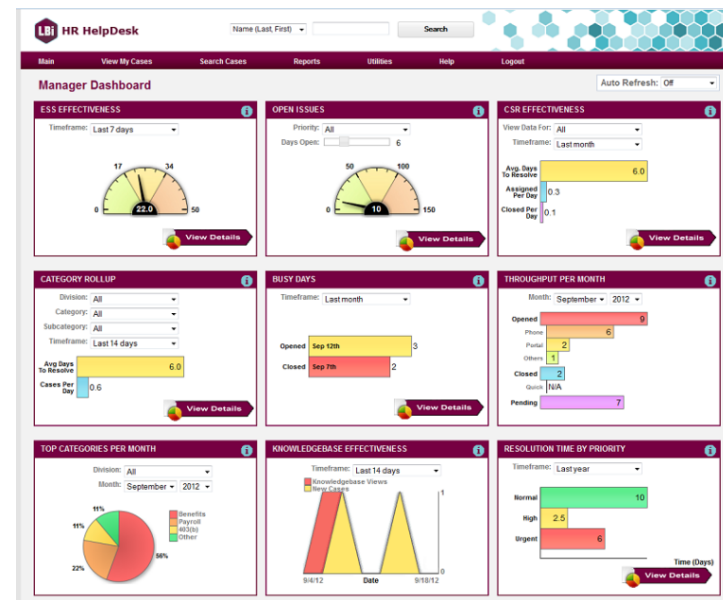 LBi HR HelpDesk
Name (Last, First)
Search
Main View My Cases Search Cases Reports Utilities Help Logout
Manager Dashboard
Auto Refresh: Off
ESS EFFECTIVENESS
Timeframe: Last 7 days
17 34
0 22.0 50
View Details
OPEN ISSUES
Priority: All
Days Open: 6
50 100
0 10 150
View Details
CSR EFFECTIVENESS
View Data For: All
Timeframe: Last month
Avg. Days
To Resolve 6.0
Assigned
Per Day 0.3
Closed Per
Day 0.1
View Details
CATEGORY ROLLUP
Division: All
Category: All
Subcategory: All
Timeframe: Last 14 days
Avg Days
To Resolve 6.0
Cases Per
Day 0.6
View Details
BUSY DAYS
Timeframe: Last month
Opened Sep 12th 3
Closed Sep 7th 2
View Details
THROUGHPUT PER MONTH
Month: September 2012
Opened 9
Phone 6
Portal 2
Others 1
Closed 2
Quick N/A
Pending 7
TOP CATEGORIES PER MONTH
Division: All
Month: September 2012
11%
11%
22%
56%
Benefits
Payroll
403(b)
Other
KNOWLEDGEBASE EFFECTIVENESS
Timeframe: Last 14 days
Knowledgebase Views
New Cases
1
0
9/4/12 Date 9/18/12
RESOLUTION TIME BY PRIORITY
Timeframe: Last year
Normal 10
High 2.5
Urgent 6
Time (Days)
View Details